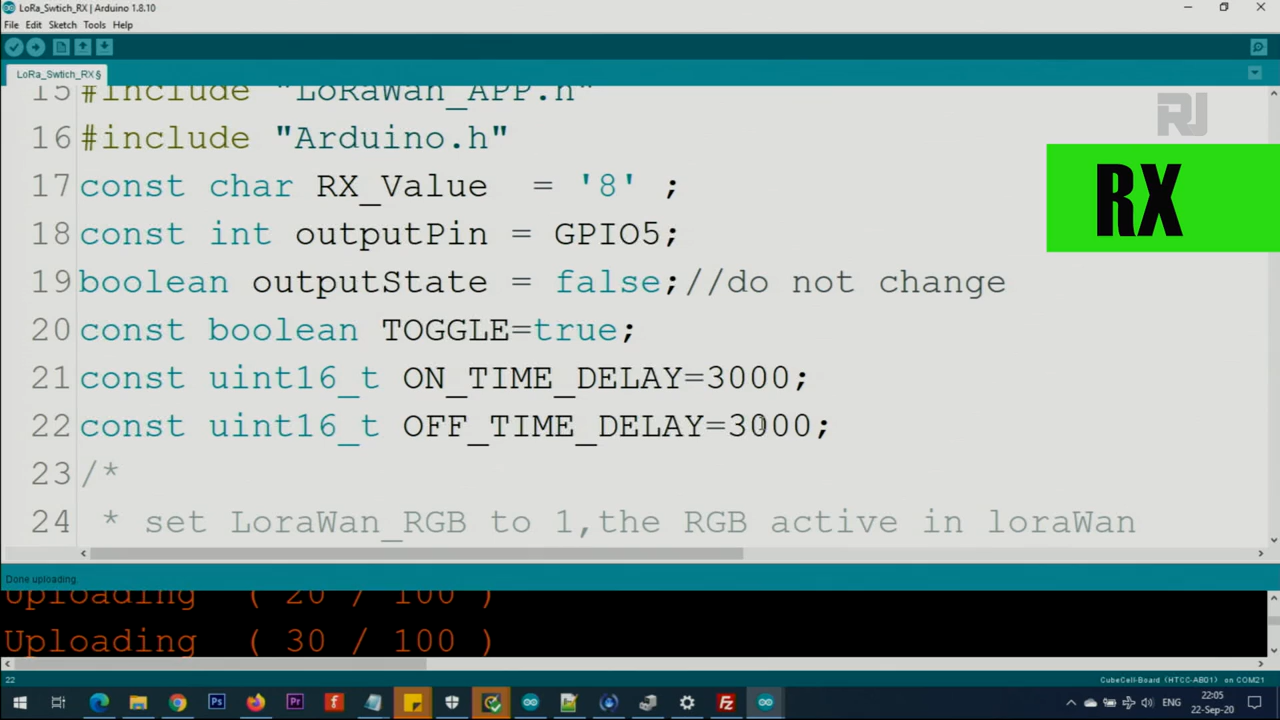 LoRa_Swtich_RX | Arduino 1.8.10
File Edit Sketch Tools Help
LoRa_Swtich_RX §
RJ
RX
15 #include "LoRaWan_APP.h"
16 #include "Arduino.h"
17 const char RX_Value = '8' ;
18 const int outputPin = GPIO5;
19 boolean outputState = false;//do not change
20 const boolean TOGGLE=true;
21 const uint16_t ON_TIME_DELAY=3000;
22 const uint16_t OFF_TIME_DELAY=3000;
23 /*
24 * set LoraWan_RGB to 1,the RGB active in loraWan
Done uploading.
Uploading ( 20 / 100 )
Uploading ( 30 / 100 )
22
CubeCell-Board (HTCC-AB01) on COM21
Ps
Pr
ENG
22:05
22-Sep-20